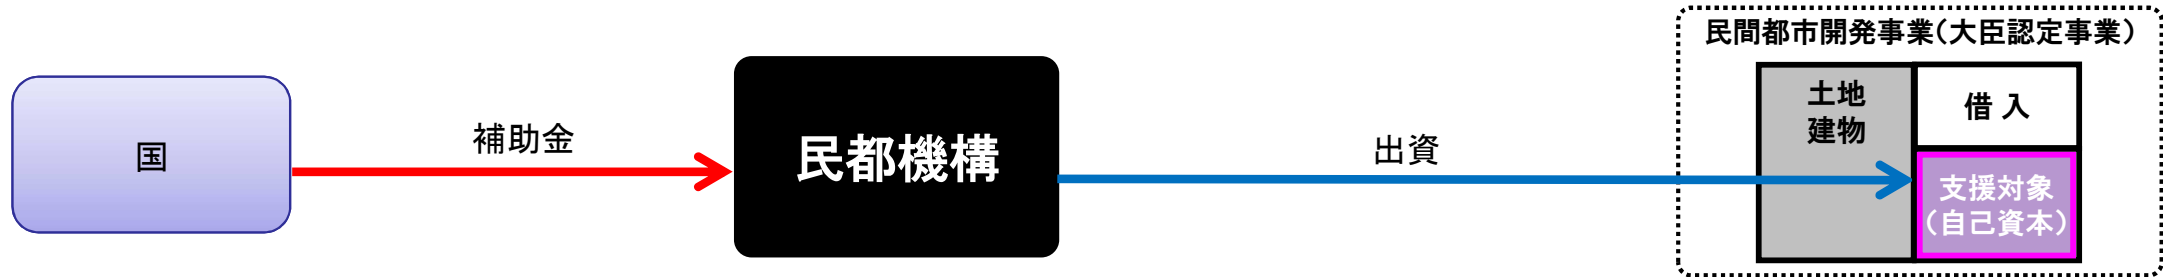 民間都市開発事業(大臣認定事業)
国
補助金
民都機構
出資
土地
建物
借入
支援対象
(自己資本)